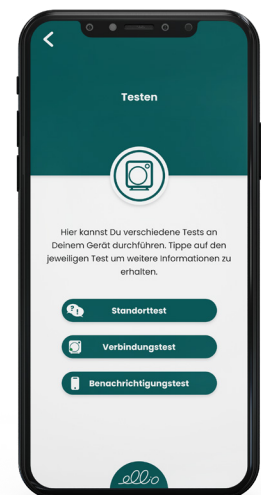 Testen
Hier kannst Du verschiedene Tests an
Deinem Gerät durchführen. Tippe auf den
jeweiligen Test um weitere Informationen zu
erhalten.
?!
Standorttest
Verbindungstest
Benachrichtigungstest
ello